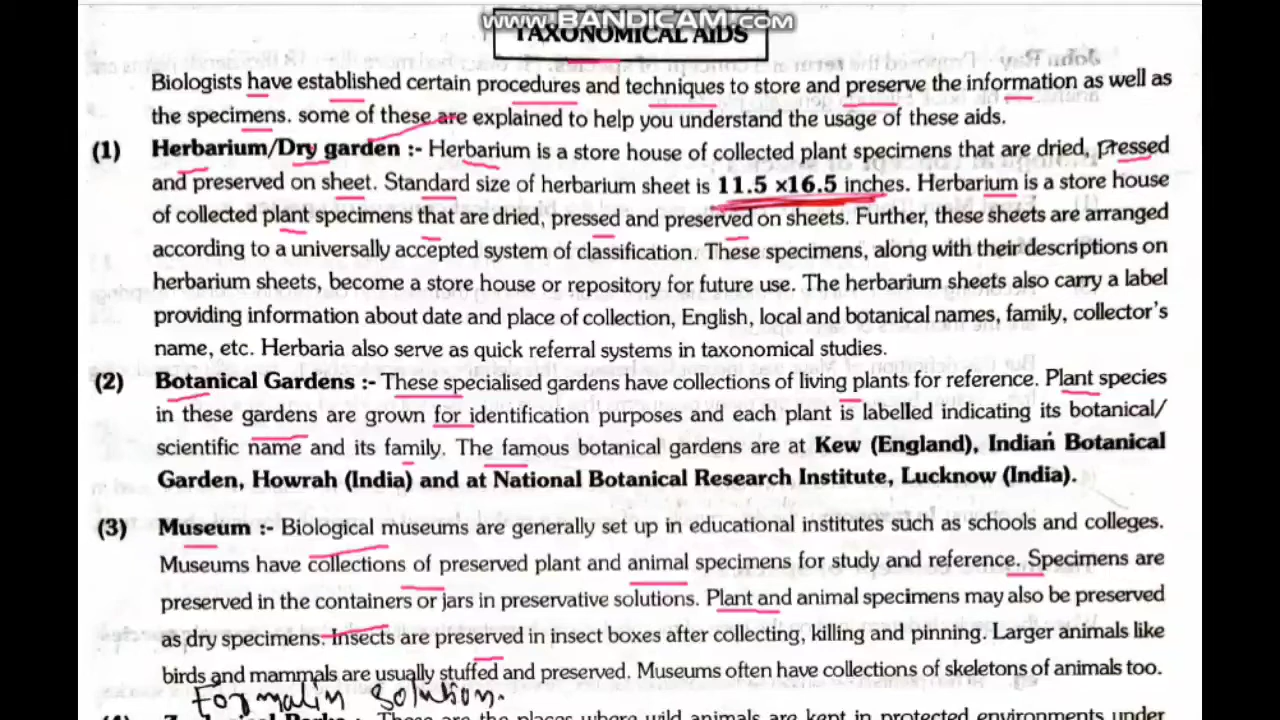 WWW.BANDICAM.COM
TAXONOMICAL AIDS
Biologists have established certain procedures and techniques to store and preserve the information as well as
the specimens. some of these are explained to help you understand the usage of these aids.
(1) Herbarium/Dry garden :- Herbarium is a store house of collected plant specimens that are dried, pressed
and preserved on sheet. Standard size of herbarium sheet is 11.5 ×16.5 inches. Herbarium is a store house
of collected plant specimens that are dried, pressed and preserved on sheets. Further, these sheets are arranged
according to a universally accepted system of classification. These specimens, along with their descriptions on
herbarium sheets, become a store house or repository for future use. The herbarium sheets also carry a label
providing information about date and place of collection, English, local and botanical names, family, collector's
name, etc. Herbaria also serve as quick referral systems in taxonomical studies.
(2) Botanical Gardens :- These specialised gardens have collections of living plants for reference. Plant species
in these gardens are grown for identification purposes and each plant is labelled indicating its botanical/
scientific name and its family. The famous botanical gardens are at Kew (England), Indian Botanical
Garden, Howrah (India) and at National Botanical Research Institute, Lucknow (India).
(3) Museum :- Biological museums are generally set up in educational institutes such as schools and colleges.
Museums have collections of preserved plant and animal specimens for study and reference. Specimens are
preserved in the containers or jars in preservative solutions. Plant and animal specimens may also be preserved
as dry specimens. Insects are preserved in insect boxes after collecting, killing and pinning. Larger animals like
birds and mammals are usually stuffed and preserved. Museums often have collections of skeletons of animals too.
Formalin solution.
These are the places where wild animals are kept in protected environments under